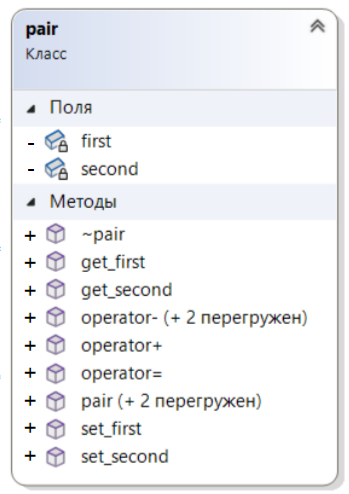 pair
Класс
Поля
- first
- second
Методы
+ ~pair
+ get_first
+ get_second
+ operator- (+ 2 перегружен)
+ operator+
+ operator=
+ pair (+ 2 перегружен)
+ set_first
+ set_second